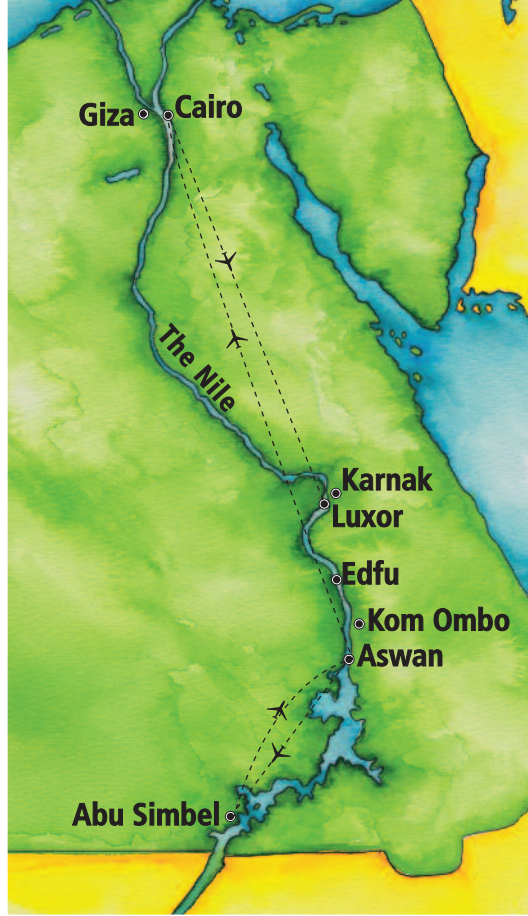 Giza
Cairo
The Nile
Karnak
Luxor
Edfu
Kom Ombo
Aswan
Abu Simbel